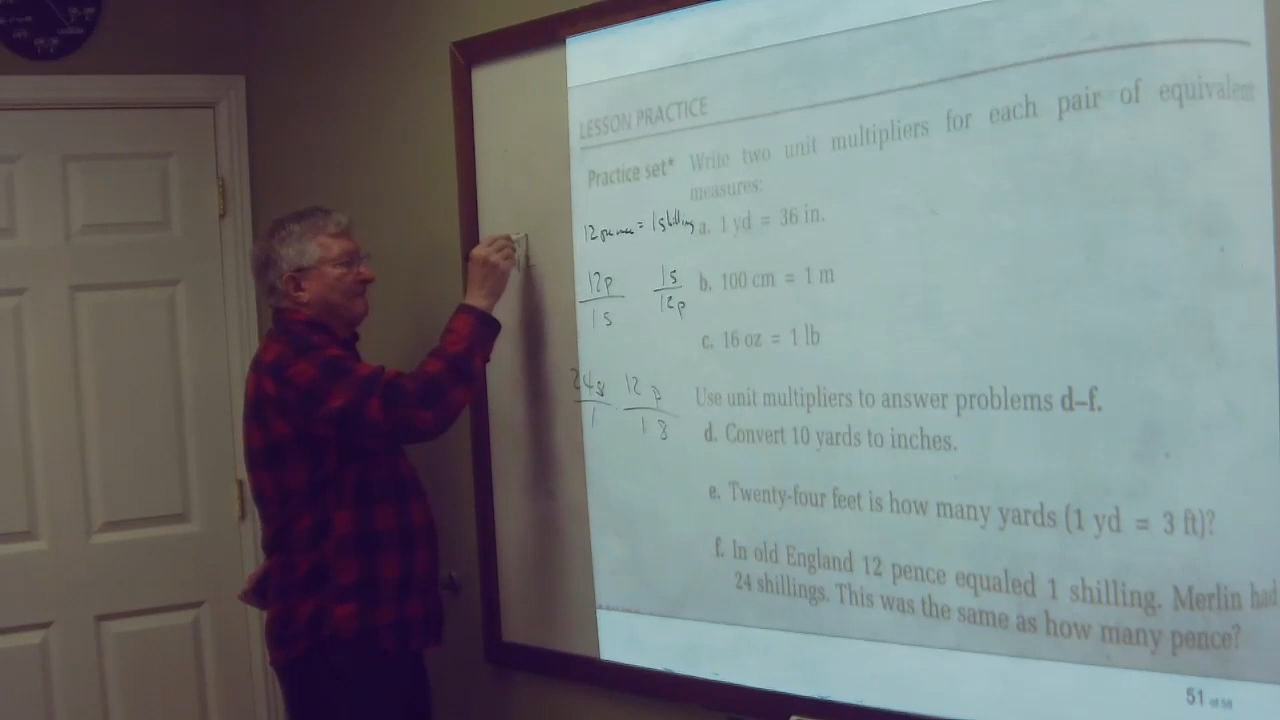 LESSON PRACTICE
Practice set* Write two unit multipliers for each pair of equivalent
measures:
12 pence = 1 shilling
a. 1 yd = 36 in.
12p 1s
1s 12p
b. 100 cm = 1 m
c. 16 oz = 1 lb
24s 12 p
1 1 s
Use unit multipliers to answer problems d–f.
d. Convert 10 yards to inches.
e. Twenty-four feet is how many yards (1 yd = 3 ft)?
f. In old England 12 pence equaled 1 shilling. Merlin had
24 shillings. This was the same as how many pence?
51 of 58